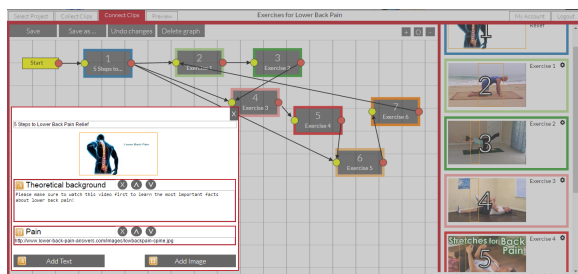 Select Project
Collect Clips
Connect Clips
Preview
Exercises for Lower Back Pain
My Account
Logout
Save
Save as ...
Undo changes
Delete graph
+
O
-
Start
1
5 Steps to...
2
Exercise 1
3
Exercise 2
4
Exercise 3
5
Exercise 4
6
Exercise 5
7
Exercise 6
X
5 Steps to Lower Back Pain Relief
Theoretical background
X
Please make sure to watch this video first to learn the most important facts
about lower back pain!
Pain
X
http://www.lower-back-pain-answers.com/images/lowbackpain-spine.jpg
Add Text
Add Image
Relief
1
Exercise 1
2
Exercise 2
3
Exercise 3
4
Exercise 4
Stretches for Back
5